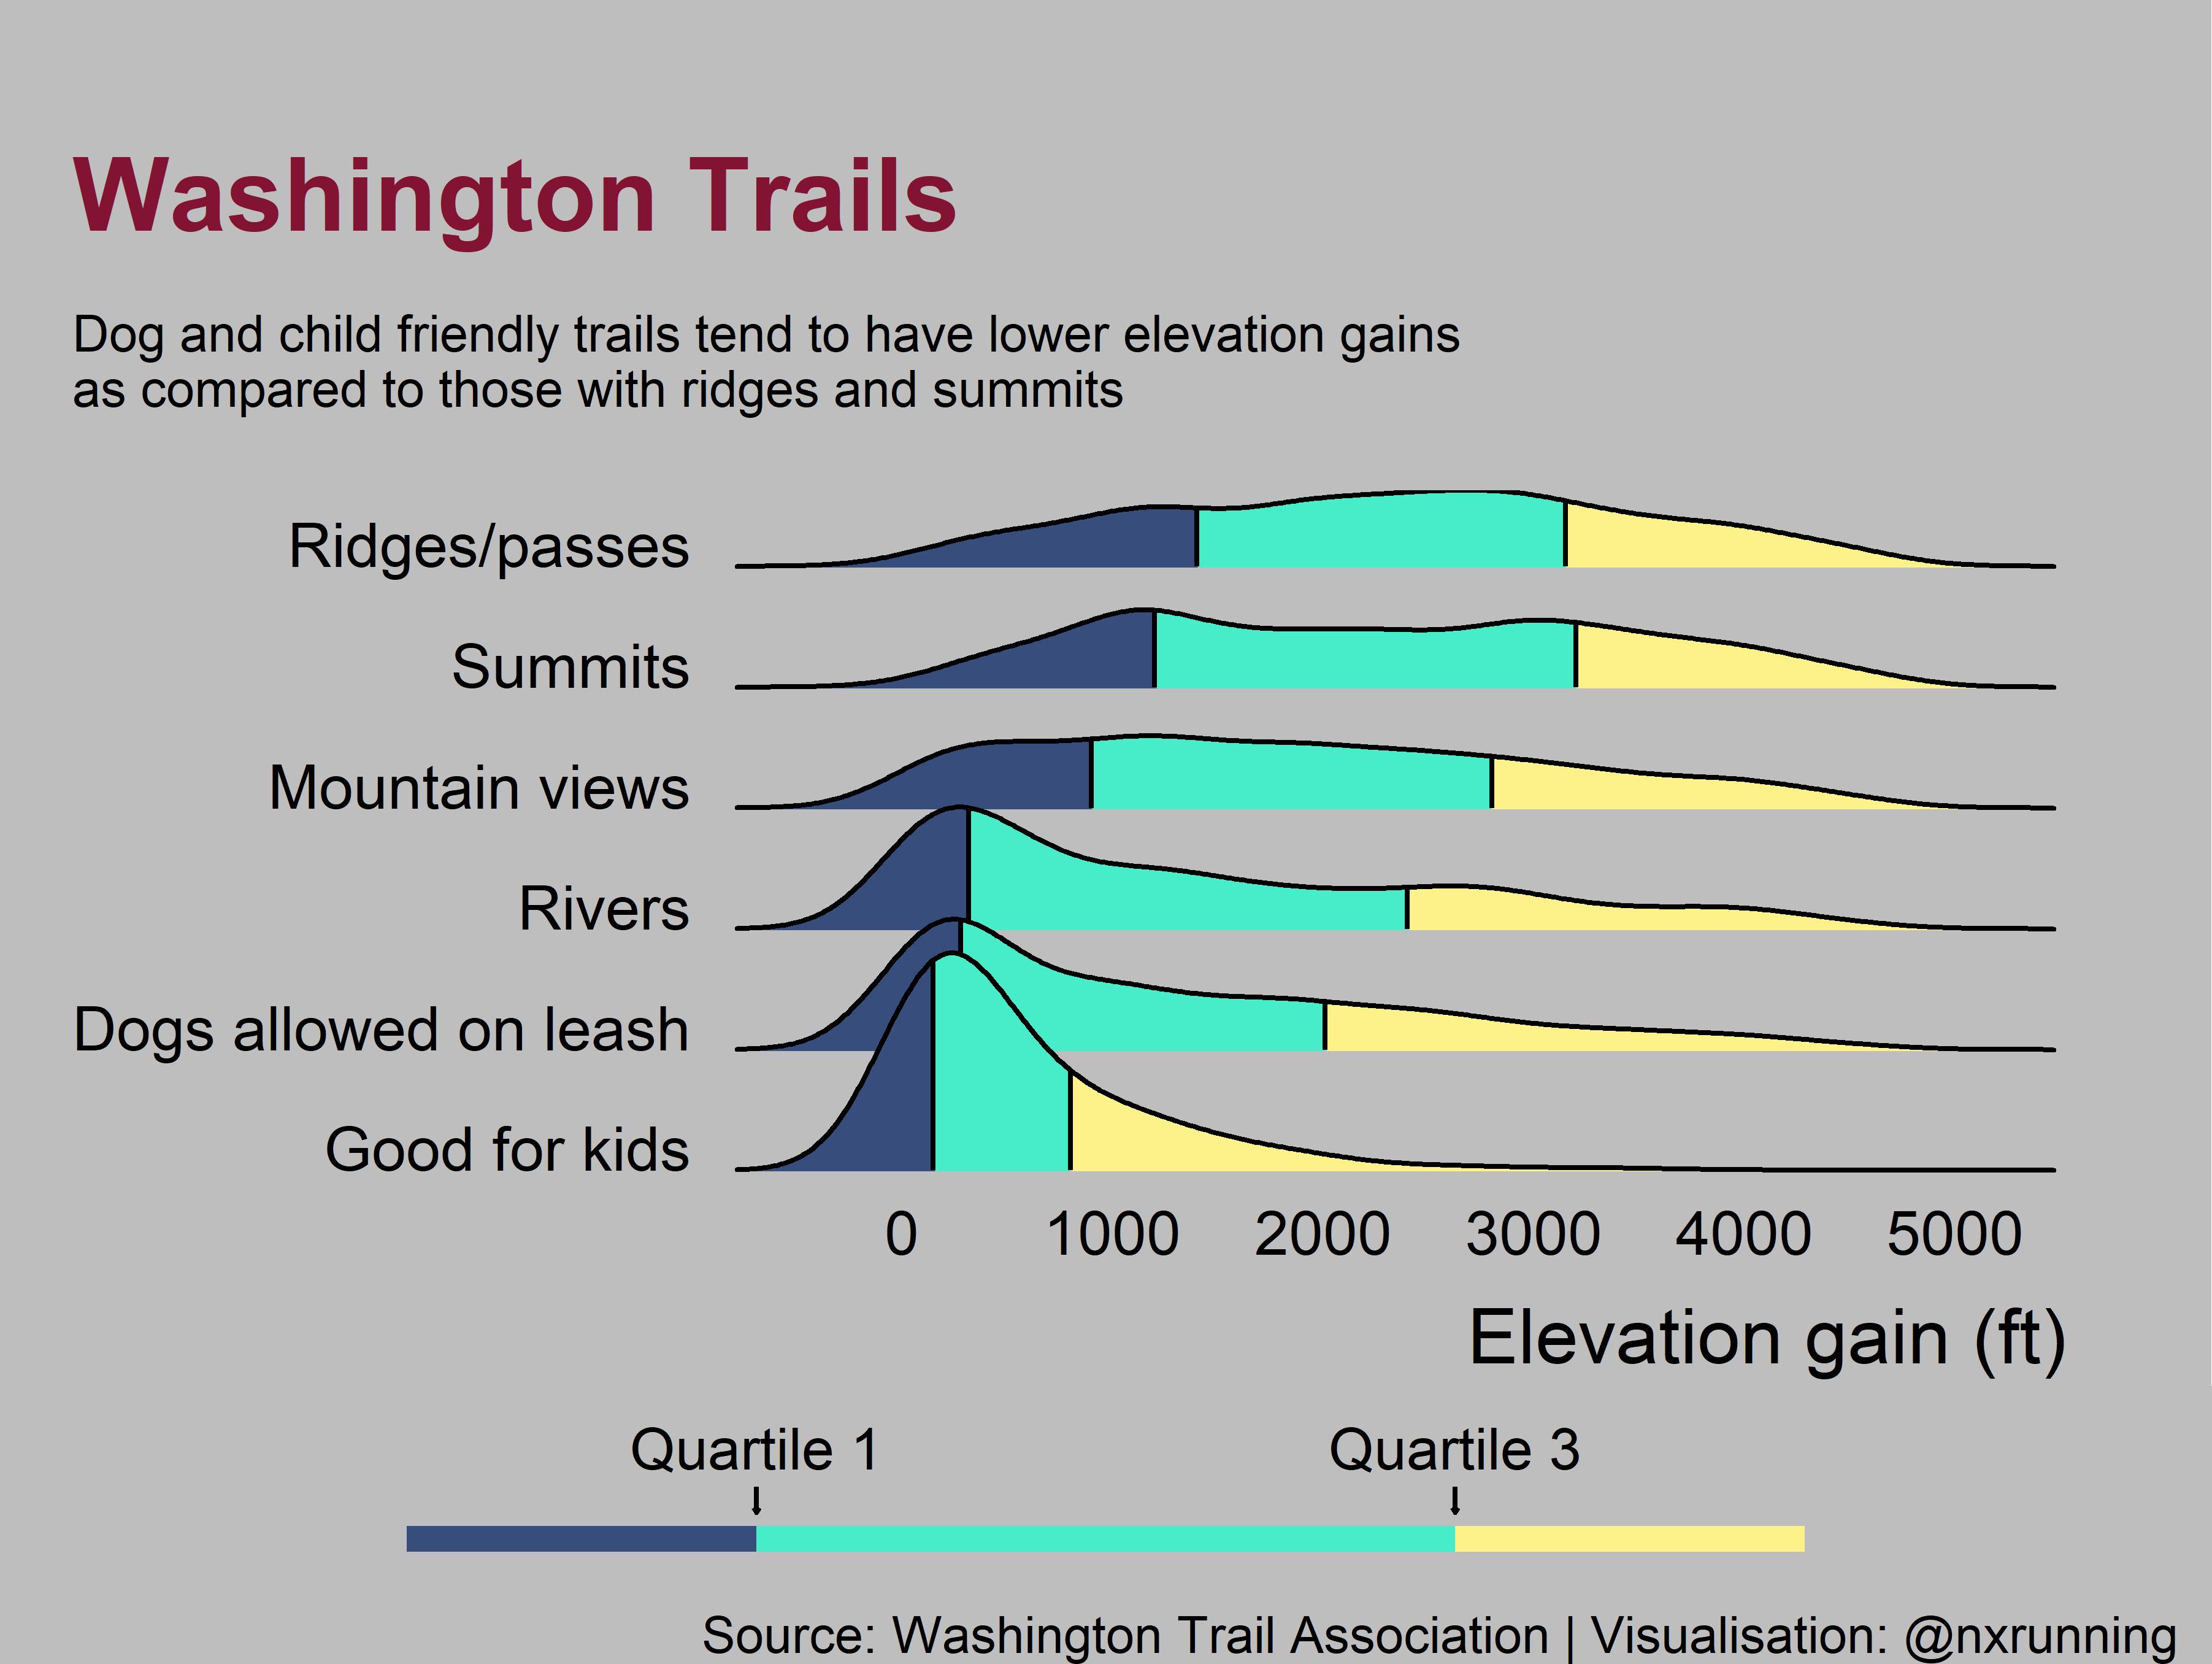 Washington Trails
Dog and child friendly trails tend to have lower elevation gains
as compared to those with ridges and summits
Ridges/passes
Summits
Mountain views
Rivers
Dogs allowed on leash
Good for kids
0 1000 2000 3000 4000 5000
Elevation gain (ft)
Quartile 1 Quartile 3
Source: Washington Trail Association | Visualisation: @nxrunning